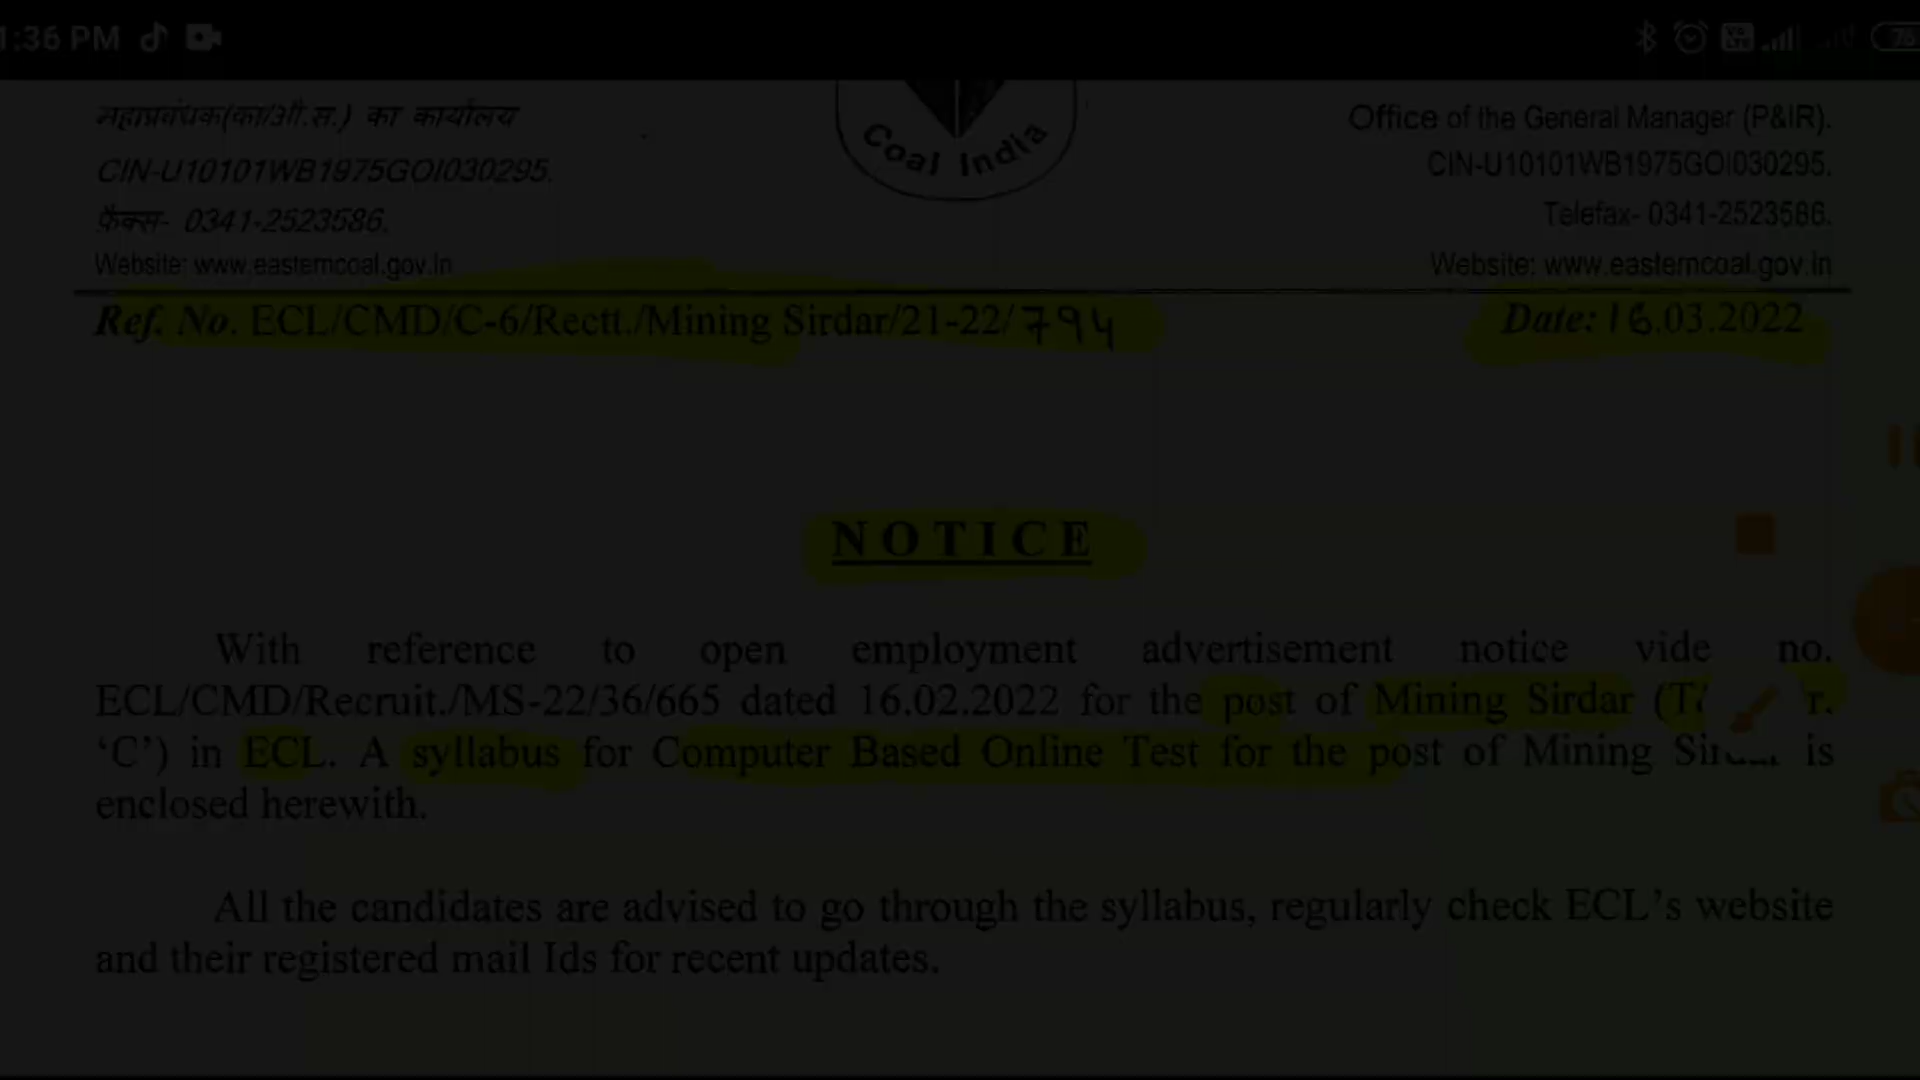 1:36 PM
76
महाप्रबंधक(का/औ.स.) का कार्यालय
Coal India
Office of the General Manager (P&IR).
CIN-U10101WB1975GOI030295.
CIN-U10101WB1975GOI030295.
फ़ैक्स- 0341-2523586.
Telefax- 0341-2523586.
Website: www.easterncoal.gov.in
Website: www.easterncoal.gov.in
Ref. No. ECL/CMD/C-6/Rectt./Mining Sirdar/21-22/794
Date: 16.03.2022
NOTICE
With reference to open employment advertisement notice vide no.
ECL/CMD/Recruit./MS-22/36/665 dated 16.02.2022 for the post of Mining Sirdar
‘C’) in ECL. A syllabus for Computer Based Online Test for the post of Mining is
enclosed herewith.
All the candidates are advised to go through the syllabus, regularly check ECL’s website
and their registered mail Ids for recent updates.